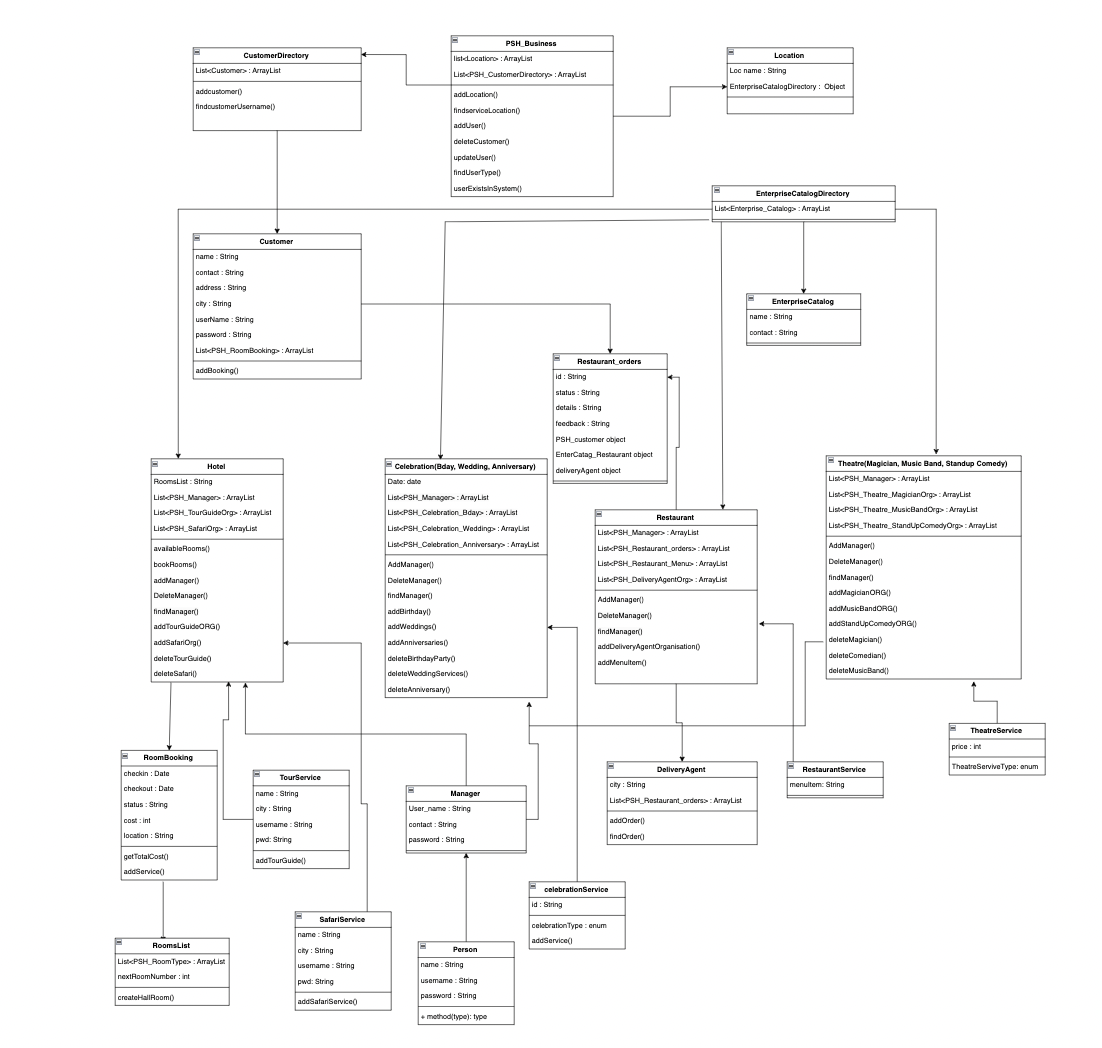 CustomerDirectory
List<Customer> : ArrayList
addcustomer()
findcustomerUsername()
PSH_Business
list<Location> : ArrayList
List<PSH_CustomerDirectory> : ArrayList
addLocation()
findserviceLocation()
addUser()
deleteCustomer()
updateUser()
findUserType()
userExistsInSystem()
Location
Loc name : String
EnterpriseCatalogDirectory : Object
EnterpriseCatalogDirectory
List<Enterprise_Catalog> : ArrayList
Customer
name : String
contact : String
address : String
city : String
userName : String
password : String
List<PSH_RoomBooking> : ArrayList
addBooking()
EnterpriseCatalog
name : String
contact : String
Restaurant_orders
id : String
status : String
details : String
feedback : String
PSH_customer object
EnterCatag_Restaurant object
deliveryAgent object
Hotel
RoomsList : String
List<PSH_Manager> : ArrayList
List<PSH_TourGuideOrg> : ArrayList
List<PSH_SafariOrg> : ArrayList
availableRooms()
bookRooms()
addManager()
DeleteManager()
findManager()
addTourGuideORG()
addSafariOrg()
deleteTourGuide()
deleteSafari()
Celebration(Bday, Wedding, Anniversary)
Date: date
List<PSH_Manager> : ArrayList
List<PSH_Celebration_Bday> : ArrayList
List<PSH_Celebration_Wedding> : ArrayList
List<PSH_Celebration_Anniversary> : ArrayList
AddManager()
DeleteManager()
findManager()
addBirthday()
addWeddings()
addAnniversaries()
deleteBirthdayParty()
deleteWeddingServices()
deleteAnniversary()
Restaurant
List<PSH_Manager> : ArrayList
List<PSH_Restaurant_orders> : ArrayList
List<PSH_Restaurant_Menu> : ArrayList
List<PSH_DeliveryAgentOrg> : ArrayList
AddManager()
DeleteManager()
findManager()
addDeliveryAgentOrganisation()
addMenuItem()
Theatre(Magician, Music Band, Standup Comedy)
List<PSH_Manager> : ArrayList
List<PSH_Theatre_MagicianOrg> : ArrayList
List<PSH_Theatre_MusicBandOrg> : ArrayList
List<PSH_Theatre_StandUpComedyOrg> : ArrayList
AddManager()
DeleteManager()
findManager()
addMagicianORG()
addMusicBandORG()
addStandUpComedyORG()
deleteMagician()
deleteComedian()
deleteMusicBand()
RoomBooking
checkin : Date
checkout : Date
status : String
cost : int
location : String
getTotalCost()
addService()
TourService
name : String
city : String
username : String
pwd: String
addTourGuide()
Manager
User_name : String
contact : String
password : String
DeliveryAgent
city : String
List<PSH_Restaurant_orders> : ArrayList
addOrder()
findOrder()
RestaurantService
menuItem: String
TheatreService
price : int
TheatreServiveType: enum
celebrationService
id : String
celebrationType : enum
addService()
RoomsList
List<PSH_RoomType> : ArrayList
nextRoomNumber : int
createHallRoom()
SafariService
name : String
city : String
username : String
pwd: String
addSafariService()
Person
name : String
username : String
password : String
+ method(type): type